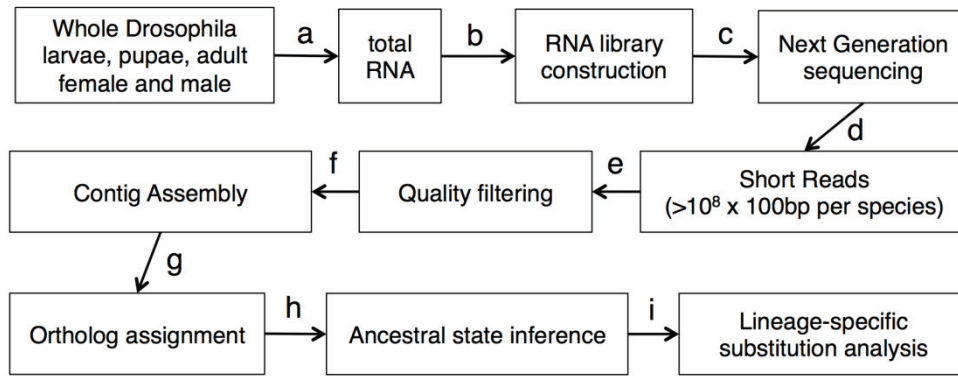 Whole Drosophila
larvae, pupae, adult
female and male
a
total
RNA
b
RNA library
construction
c
Next Generation
sequencing
d
Short Reads
(>10⁸ x 100bp per species)
e
Quality filtering
f
Contig Assembly
g
Ortholog assignment
h
Ancestral state inference
i
Lineage-specific
substitution analysis